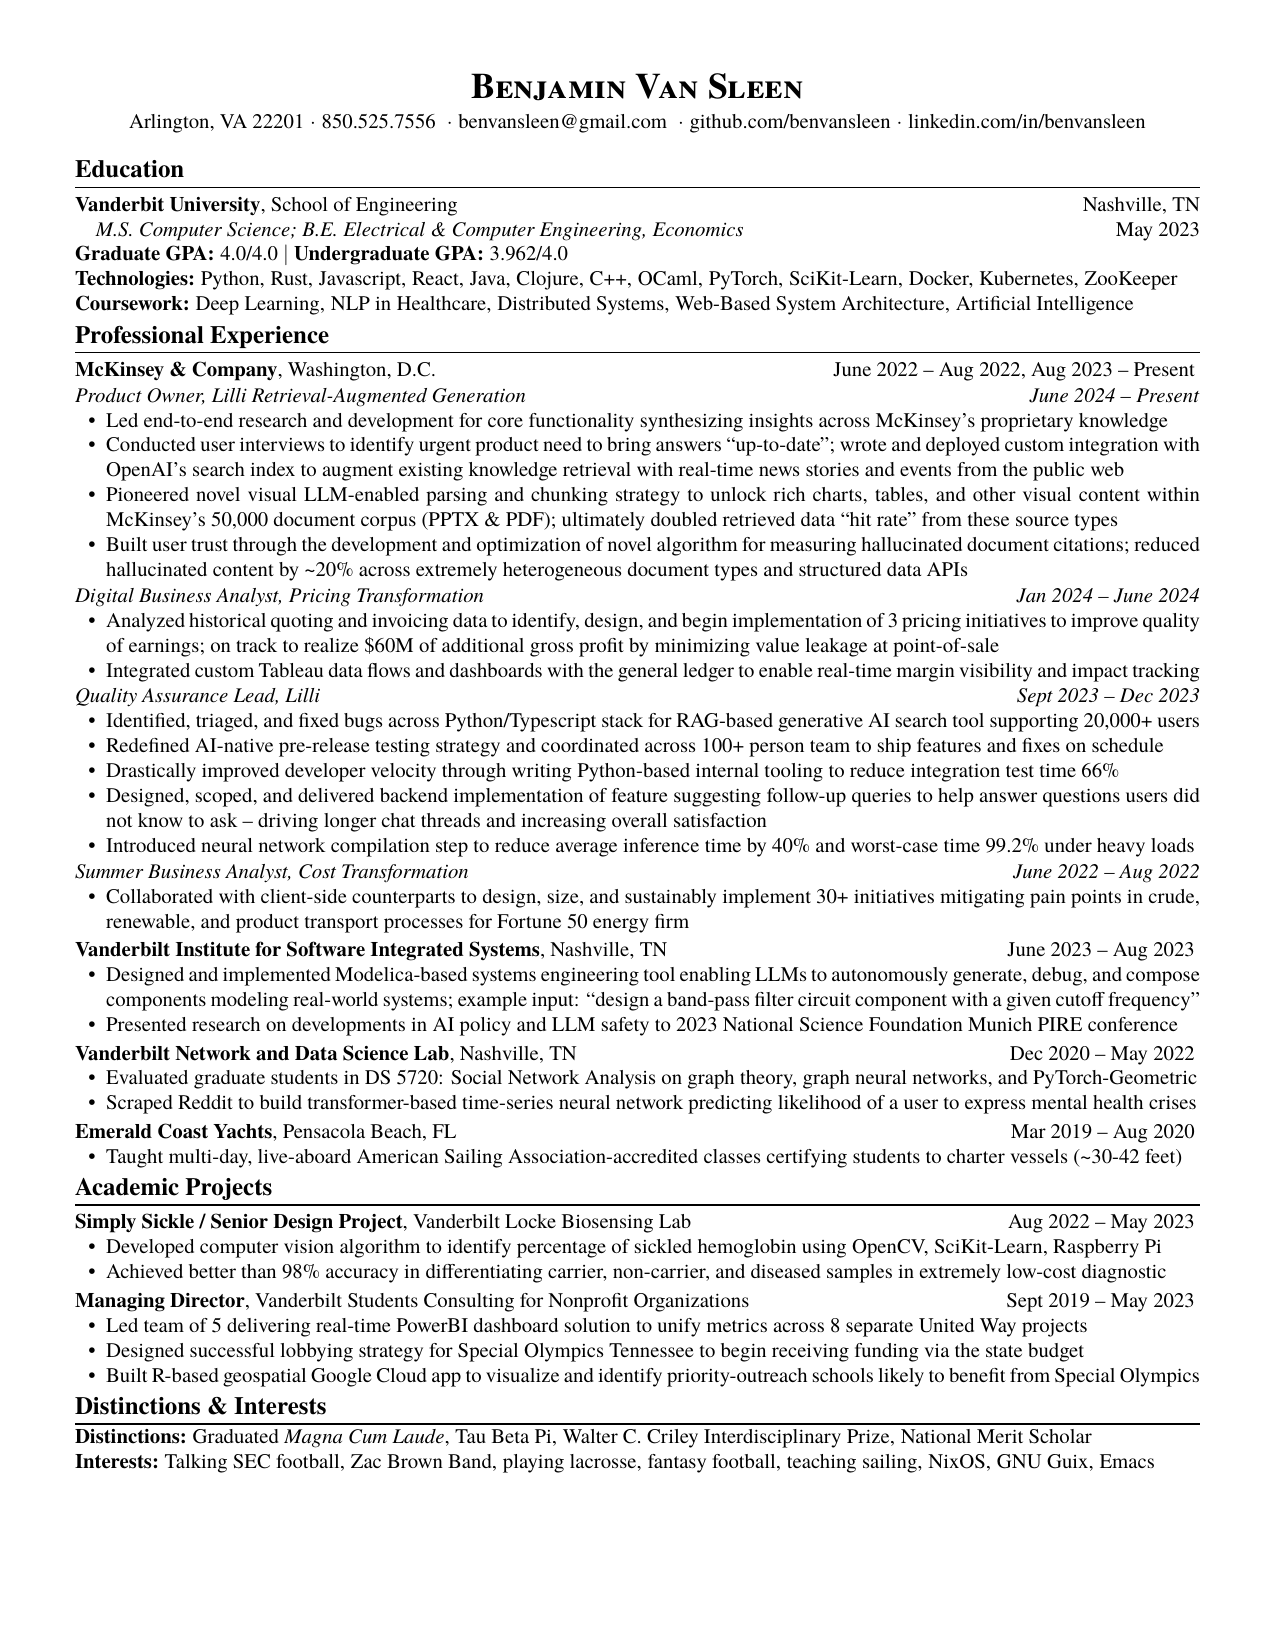 Benjamin Van Sleen
Arlington, VA 22201 · 850.525.7556 · benvansleen@gmail.com · github.com/benvansleen · linkedin.com/in/benvansleen
Education
Vanderbit University, School of Engineering Nashville, TN
M.S. Computer Science; B.E. Electrical & Computer Engineering, Economics May 2023
Graduate GPA: 4.0/4.0 | Undergraduate GPA: 3.962/4.0
Technologies: Python, Rust, Javascript, React, Java, Clojure, C++, OCaml, PyTorch, SciKit-Learn, Docker, Kubernetes, ZooKeeper
Coursework: Deep Learning, NLP in Healthcare, Distributed Systems, Web-Based System Architecture, Artificial Intelligence
Professional Experience
McKinsey & Company, Washington, D.C. June 2022 – Aug 2022, Aug 2023 – Present
Product Owner, Lilli Retrieval-Augmented Generation June 2024 – Present
• Led end-to-end research and development for core functionality synthesizing insights across McKinsey's proprietary knowledge
• Conducted user interviews to identify urgent product need to bring answers “up-to-date”; wrote and deployed custom integration with
OpenAI's search index to augment existing knowledge retrieval with real-time news stories and events from the public web
• Pioneered novel visual LLM-enabled parsing and chunking strategy to unlock rich charts, tables, and other visual content within
McKinsey's 50,000 document corpus (PPTX & PDF); ultimately doubled retrieved data “hit rate” from these source types
• Built user trust through the development and optimization of novel algorithm for measuring hallucinated document citations; reduced
hallucinated content by ~20% across extremely heterogeneous document types and structured data APIs
Digital Business Analyst, Pricing Transformation Jan 2024 – June 2024
• Analyzed historical quoting and invoicing data to identify, design, and begin implementation of 3 pricing initiatives to improve quality
of earnings; on track to realize $60M of additional gross profit by minimizing value leakage at point-of-sale
• Integrated custom Tableau data flows and dashboards with the general ledger to enable real-time margin visibility and impact tracking
Quality Assurance Lead, Lilli Sept 2023 – Dec 2023
• Identified, triaged, and fixed bugs across Python/Typescript stack for RAG-based generative AI search tool supporting 20,000+ users
• Redefined AI-native pre-release testing strategy and coordinated across 100+ person team to ship features and fixes on schedule
• Drastically improved developer velocity through writing Python-based internal tooling to reduce integration test time 66%
• Designed, scoped, and delivered backend implementation of feature suggesting follow-up queries to help answer questions users did
not know to ask – driving longer chat threads and increasing overall satisfaction
• Introduced neural network compilation step to reduce average inference time by 40% and worst-case time 99.2% under heavy loads
Summer Business Analyst, Cost Transformation June 2022 – Aug 2022
• Collaborated with client-side counterparts to design, size, and sustainably implement 30+ initiatives mitigating pain points in crude,
renewable, and product transport processes for Fortune 50 energy firm
Vanderbilt Institute for Software Integrated Systems, Nashville, TN June 2023 – Aug 2023
• Designed and implemented Modelica-based systems engineering tool enabling LLMs to autonomously generate, debug, and compose
components modeling real-world systems; example input: “design a band-pass filter circuit component with a given cutoff frequency”
• Presented research on developments in AI policy and LLM safety to 2023 National Science Foundation Munich PIRE conference
Vanderbilt Network and Data Science Lab, Nashville, TN Dec 2020 – May 2022
• Evaluated graduate students in DS 5720: Social Network Analysis on graph theory, graph neural networks, and PyTorch-Geometric
• Scraped Reddit to build transformer-based time-series neural network predicting likelihood of a user to express mental health crises
Emerald Coast Yachts, Pensacola Beach, FL Mar 2019 – Aug 2020
• Taught multi-day, live-aboard American Sailing Association-accredited classes certifying students to charter vessels (~30-42 feet)
Academic Projects
Simply Sickle / Senior Design Project, Vanderbilt Locke Biosensing Lab Aug 2022 – May 2023
• Developed computer vision algorithm to identify percentage of sickled hemoglobin using OpenCV, SciKit-Learn, Raspberry Pi
• Achieved better than 98% accuracy in differentiating carrier, non-carrier, and diseased samples in extremely low-cost diagnostic
Managing Director, Vanderbilt Students Consulting for Nonprofit Organizations Sept 2019 – May 2023
• Led team of 5 delivering real-time PowerBI dashboard solution to unify metrics across 8 separate United Way projects
• Designed successful lobbying strategy for Special Olympics Tennessee to begin receiving funding via the state budget
• Built R-based geospatial Google Cloud app to visualize and identify priority-outreach schools likely to benefit from Special Olympics
Distinctions & Interests
Distinctions: Graduated Magna Cum Laude, Tau Beta Pi, Walter C. Criley Interdisciplinary Prize, National Merit Scholar
Interests: Talking SEC football, Zac Brown Band, playing lacrosse, fantasy football, teaching sailing, NixOS, GNU Guix, Emacs